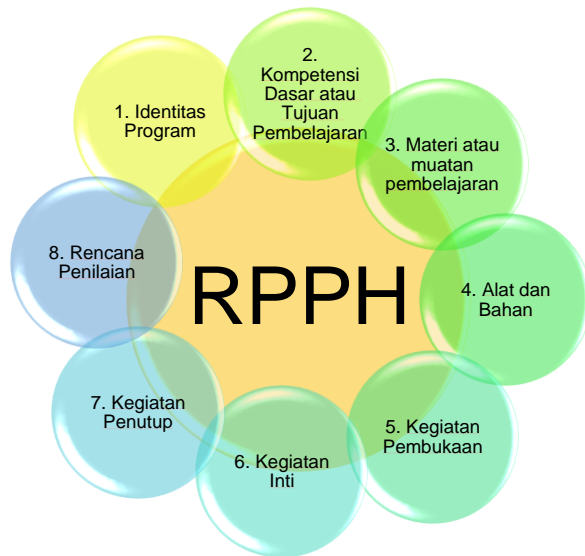 1. Identitas
Program
2.
Kompetensi
Dasar atau
Tujuan
Pembelajaran
3. Materi atau
muatan
pembelajaran
4. Alat dan
Bahan
5. Kegiatan
Pembukaan
6. Kegiatan
Inti
7. Kegiatan
Penutup
8. Rencana
Penilaian
RPPH